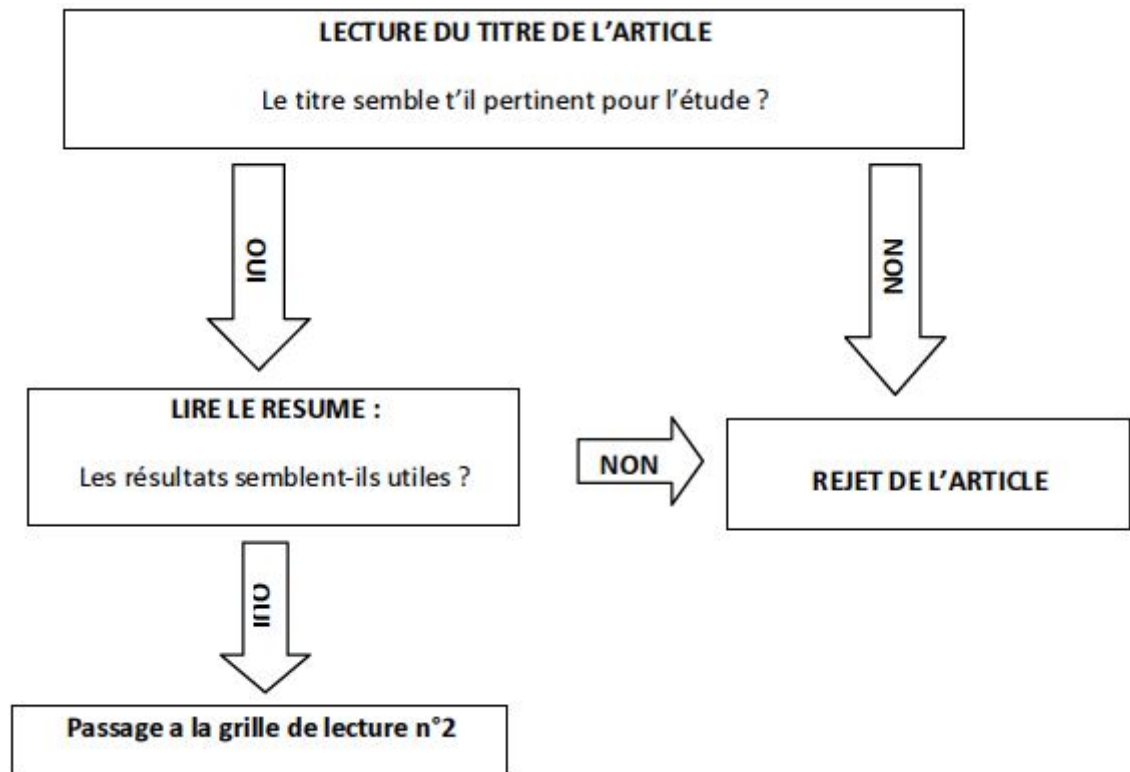 LECTURE DU TITRE DE L’ARTICLE
Le titre semble t’il pertinent pour l’étude ?
OUI
NON
LIRE LE RESUME :
Les résultats semblent-ils utiles ?
NON
REJET DE L’ARTICLE
OUI
Passage a la grille de lecture n°2